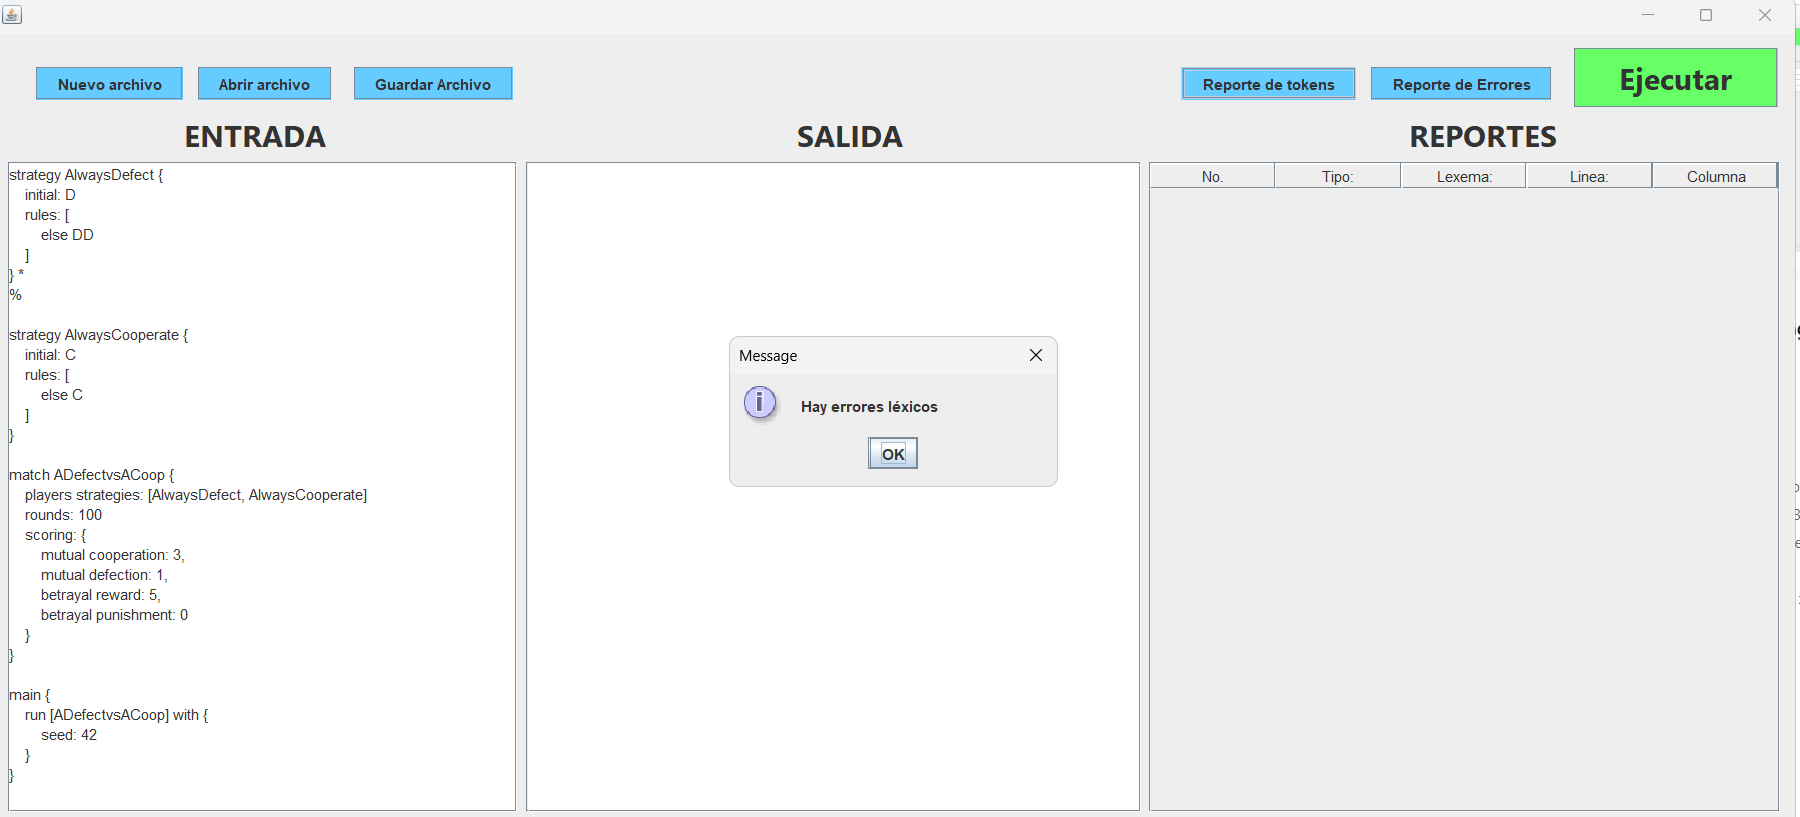 Nuevo archivo
Abrir archivo
Guardar Archivo
Reporte de tokens
Reporte de Errores
Ejecutar
ENTRADA
SALIDA
REPORTES
strategy AlwaysDefect {
    initial: D
    rules: [
        else DD
    ]
} *
%

strategy AlwaysCooperate {
    initial: C
    rules: [
        else C
    ]
}

match ADefectvsACoop {
    players strategies: [AlwaysDefect, AlwaysCooperate]
    rounds: 100
    scoring: {
        mutual cooperation: 3,
        mutual defection: 1,
        betrayal reward: 5,
        betrayal punishment: 0
    }
}

main {
    run [ADefectvsACoop] with {
        seed: 42
    }
}
Message
Hay errores léxicos
OK
No.
Tipo:
Lexema:
Linea:
Columna